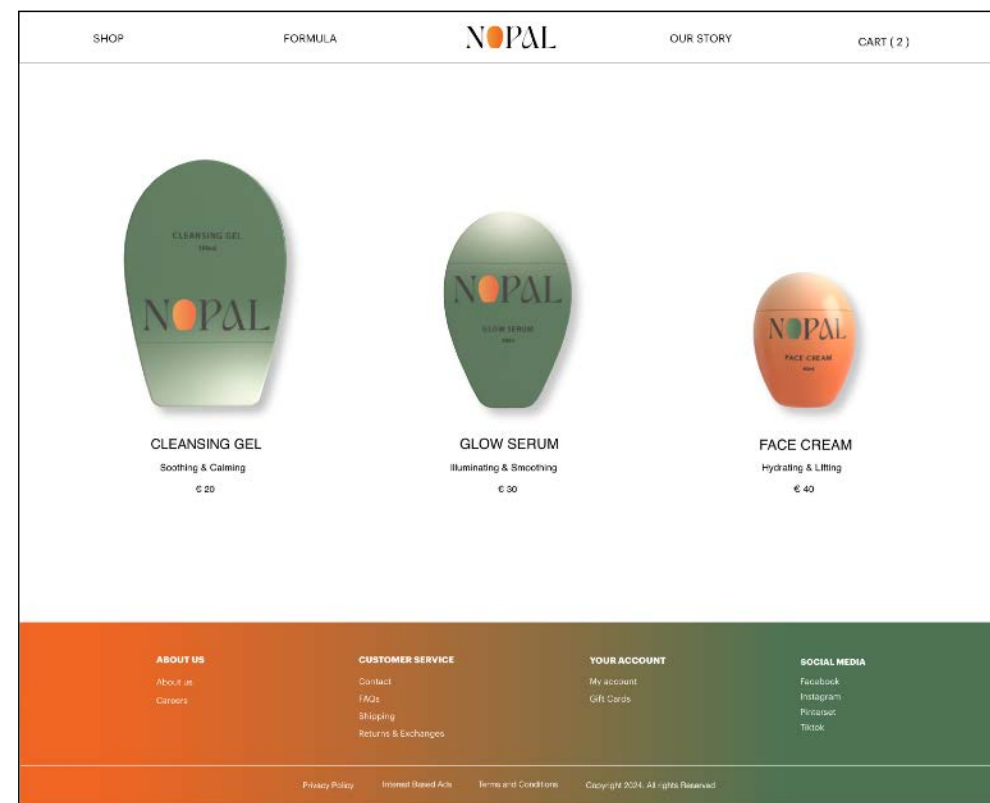 SHOP
FORMULA
NOPAL
OUR STORY
CART ( 2 )
CLEANSING GEL
NOPAL
NOPAL
GLOW SERUM
NOPAL
FACE CREAM
CLEANSING GEL
Soothing & Calming
€ 20
GLOW SERUM
Illuminating & Smoothing
€ 30
FACE CREAM
Hydrating & Lifting
€ 40
ABOUT US
About us
Careers
CUSTOMER SERVICE
Contact
FAQs
Shipping
Returns & Exchanges
YOUR ACCOUNT
My account
Gift Cards
SOCIAL MEDIA
Facebook
Instagram
Pinterset
Tiktok
Privacy Policy
Interest Based Ads
Terms and Conditions
Copyright 2024. All rights Reserved